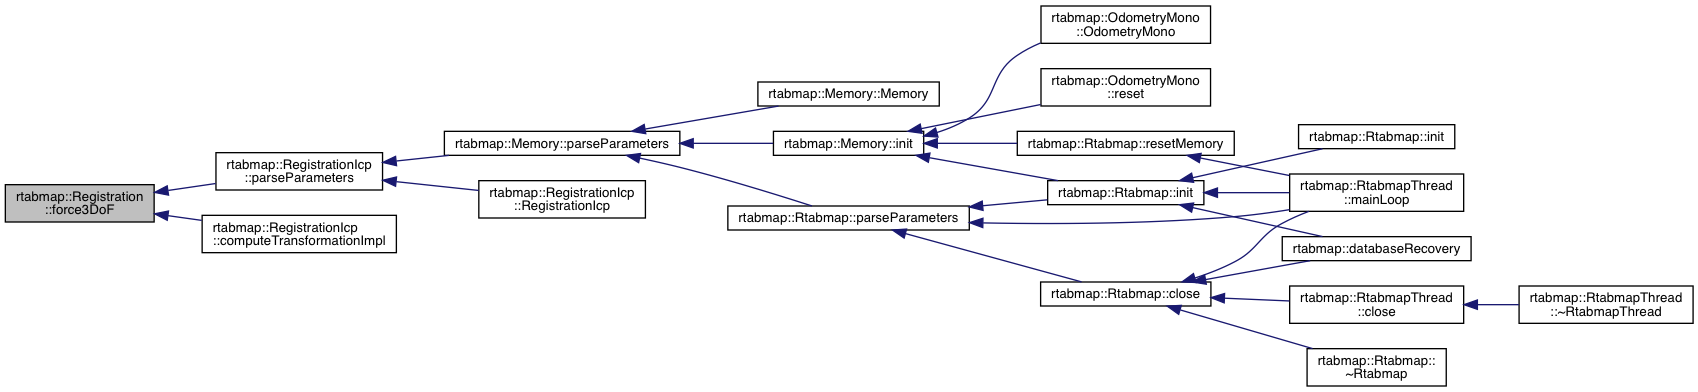 rtabmap::Registration
::force3DoF
rtabmap::RegistrationIcp
::parseParameters
rtabmap::RegistrationIcp
::computeTransformationImpl
rtabmap::Memory::parseParameters
rtabmap::RegistrationIcp
::RegistrationIcp
rtabmap::Memory::Memory
rtabmap::Memory::init
rtabmap::Rtabmap::parseParameters
rtabmap::OdometryMono
::OdometryMono
rtabmap::OdometryMono
::reset
rtabmap::Rtabmap::resetMemory
rtabmap::Rtabmap::init
rtabmap::Rtabmap::close
rtabmap::Rtabmap::init
rtabmap::RtabmapThread
::mainLoop
rtabmap::databaseRecovery
rtabmap::RtabmapThread
::close
rtabmap::Rtabmap::
~Rtabmap
rtabmap::RtabmapThread
::~RtabmapThread